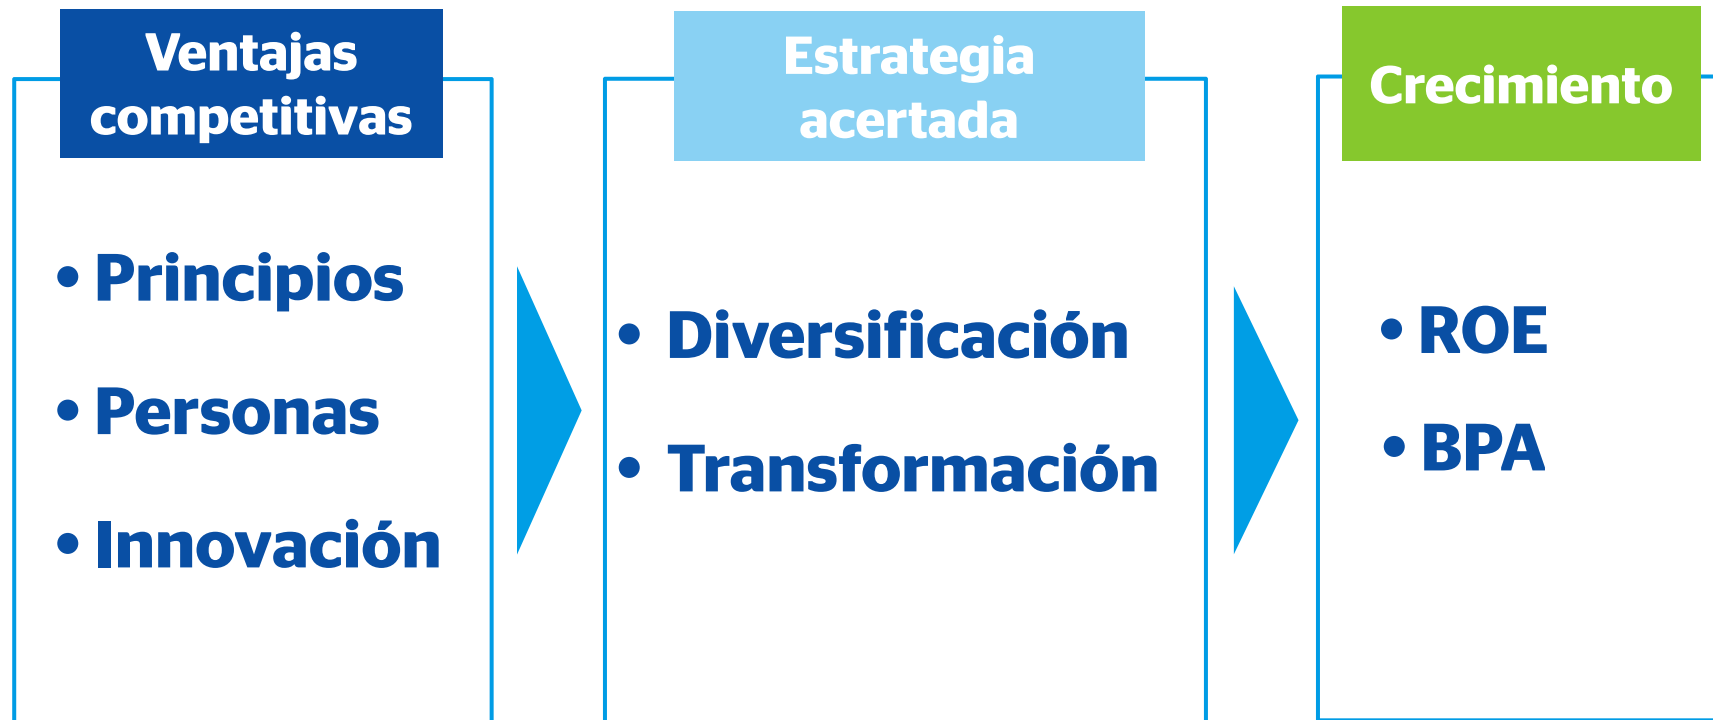 Ventajas
competitivas
• Principios
• Personas
• Innovación
Estrategia
acertada
• Diversificación
• Transformación
Crecimiento
• ROE
• BPA